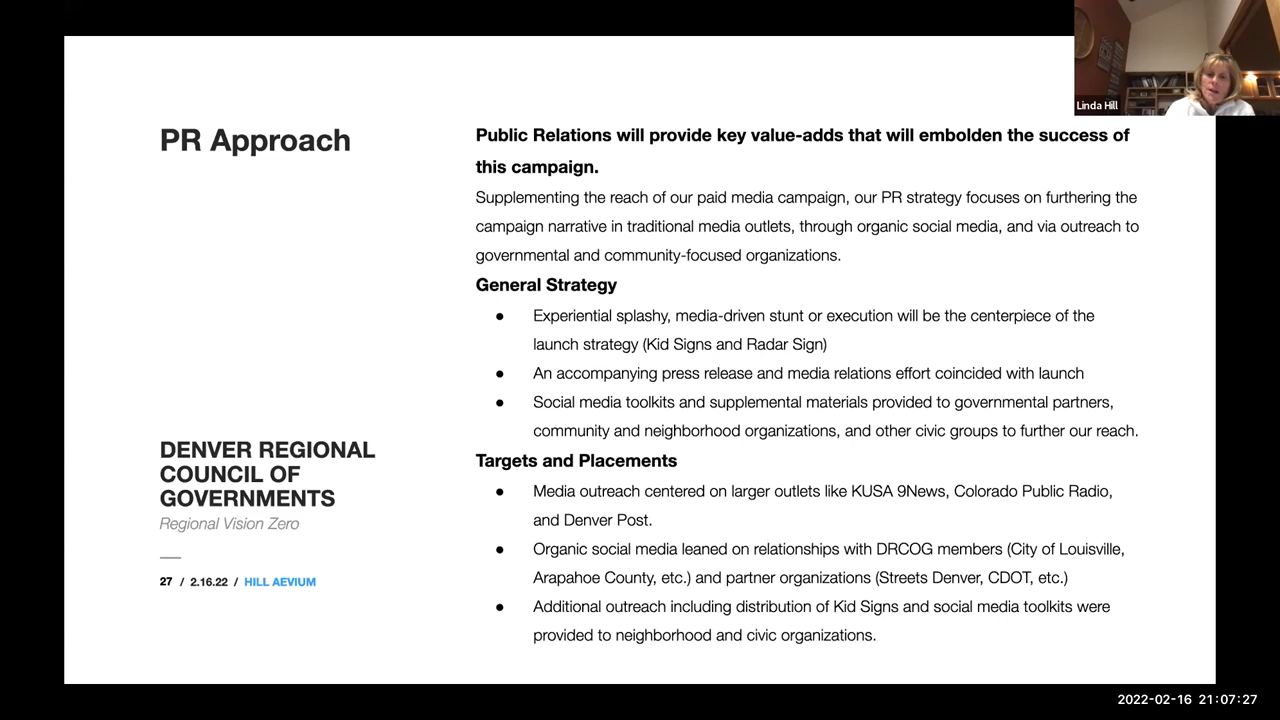 Linda Hill
PR Approach
Public Relations will provide key value-adds that will embolden the success of
this campaign.
Supplementing the reach of our paid media campaign, our PR strategy focuses on furthering the
campaign narrative in traditional media outlets, through organic social media, and via outreach to
governmental and community-focused organizations.
General Strategy
● Experiential splashy, media-driven stunt or execution will be the centerpiece of the
launch strategy (Kid Signs and Radar Sign)
● An accompanying press release and media relations effort coincided with launch
● Social media toolkits and supplemental materials provided to governmental partners,
community and neighborhood organizations, and other civic groups to further our reach.
Targets and Placements
● Media outreach centered on larger outlets like KUSA 9News, Colorado Public Radio,
and Denver Post.
● Organic social media leaned on relationships with DRCOG members (City of Louisville,
Arapahoe County, etc.) and partner organizations (Streets Denver, CDOT, etc.)
● Additional outreach including distribution of Kid Signs and social media toolkits were
provided to neighborhood and civic organizations.
DENVER REGIONAL
COUNCIL OF
GOVERNMENTS
Regional Vision Zero
27 / 2.16.22 / HILL AEVIUM
2022-02-16 21:07:27